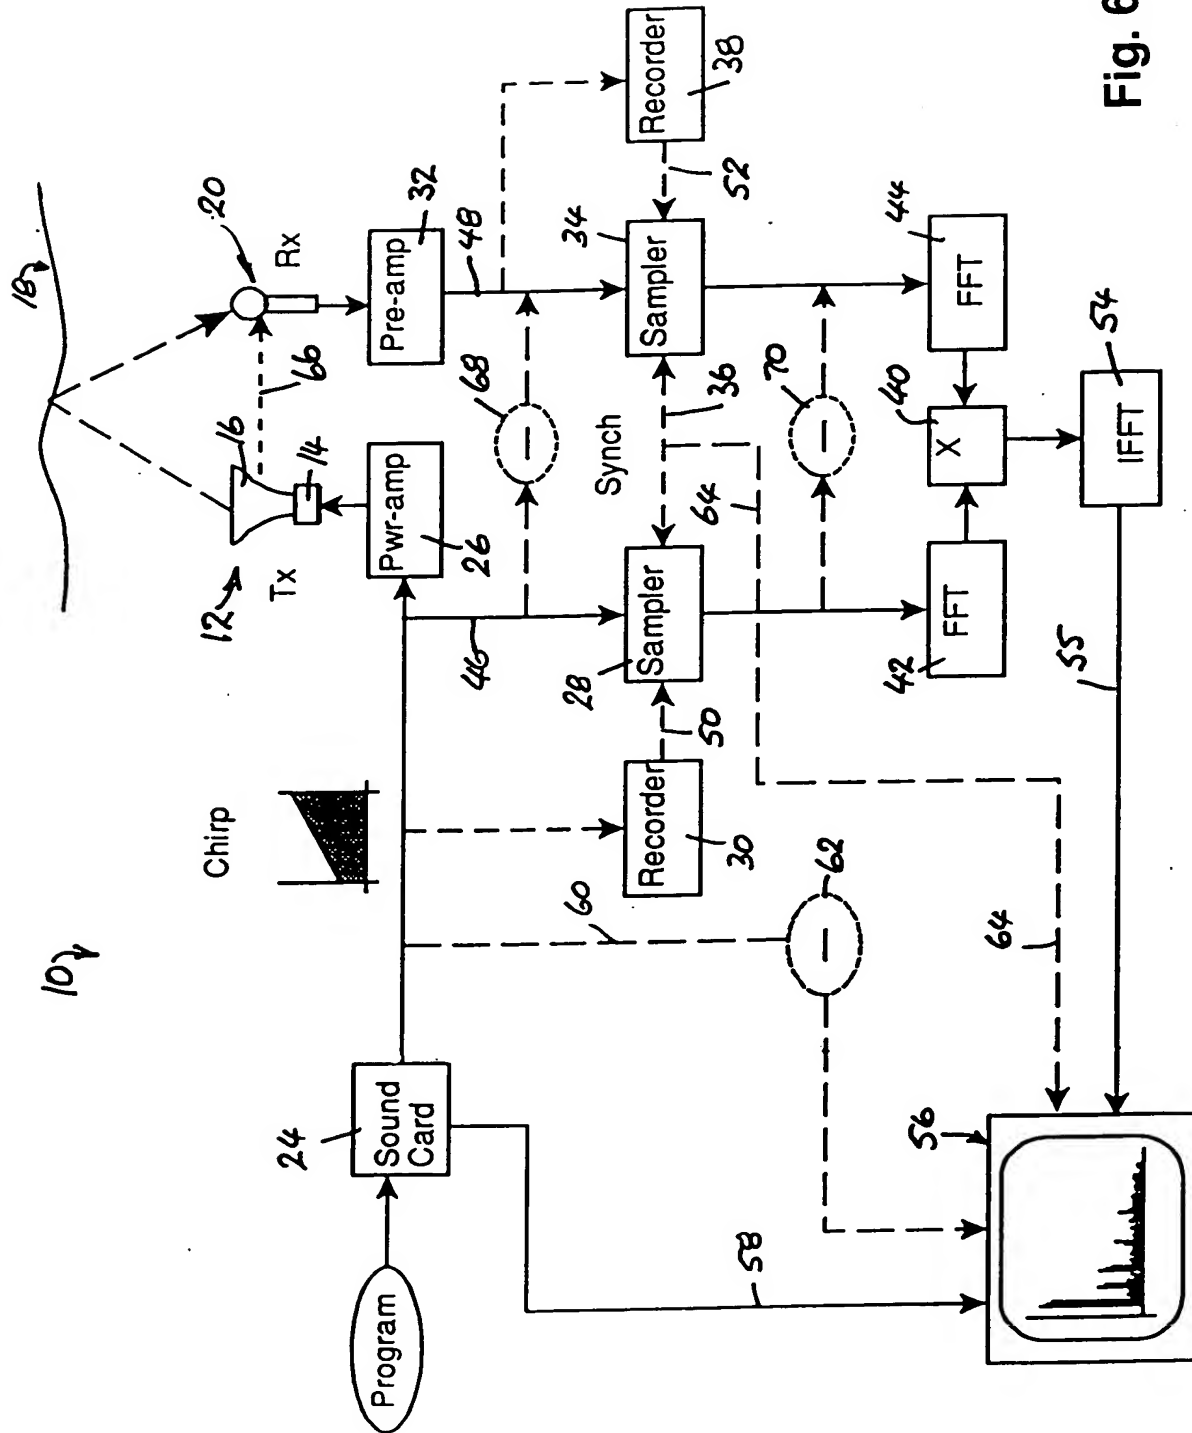 10
18
20
12
16
66
Tx
Rx
14
Chirp
Pwr-amp
26
Pre-amp
32
Program
24
Sound
Card
46
68
48
60
Recorder
30
50
28
Sampler
Synch
36
34
Sampler
52
Recorder
38
64
62
70
42
FFT
X
40
44
FFT
58
56
64
55
IFFT
54
Fig. 6